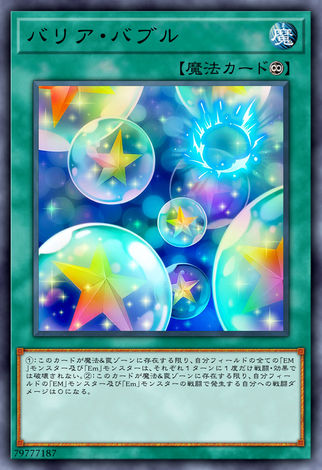 バリア・バブル
魔
【魔法カード∞】
①:このカードが魔法&罠ゾーンに存在する限り、自分フィールドの全ての「EM
」モンスター及び「Em」モンスターは、それぞれ1ターンに1度だけ戦闘・効果で
は破壊されない。②:このカードが魔法&罠ゾーンに存在する限り、自分フィー
ルドの「EM」モンスター及び「Em」モンスターの戦闘で発生する自分への戦闘ダ
メージは0になる。
79777187